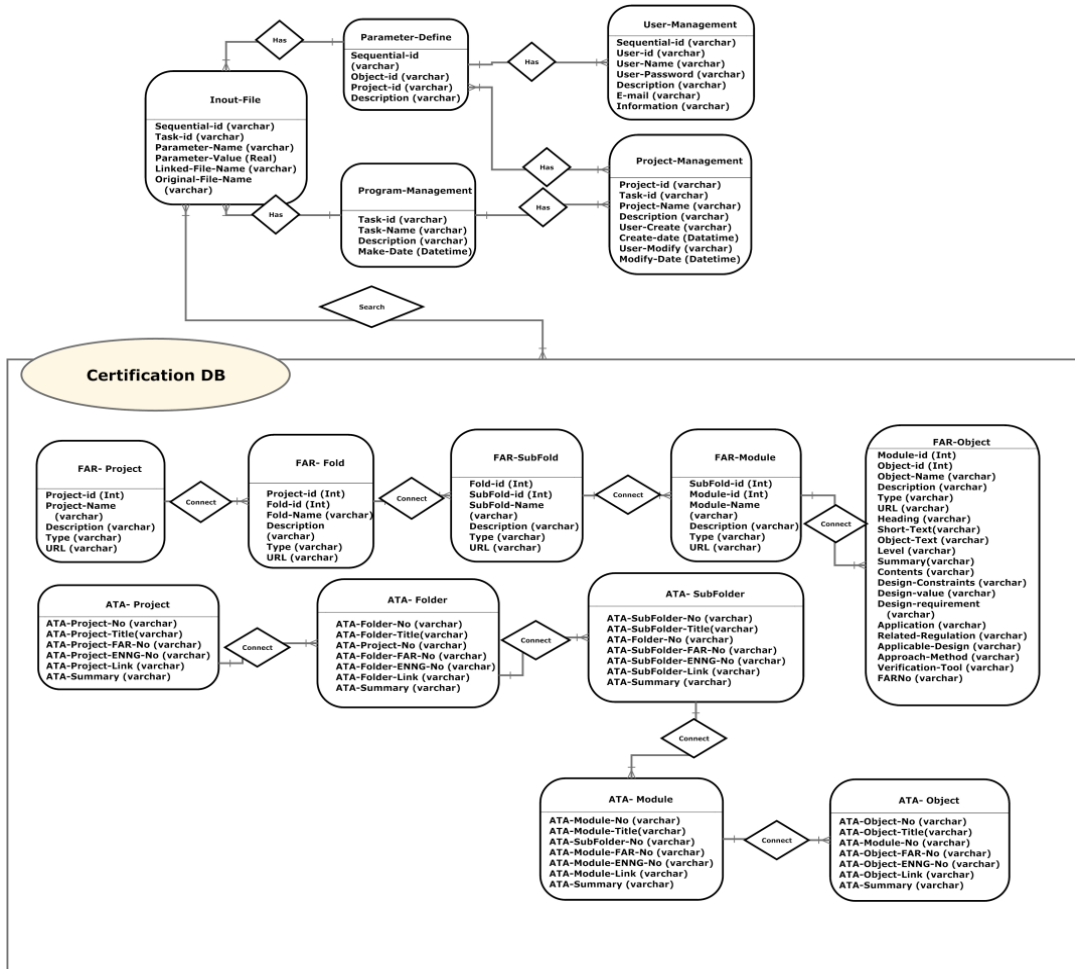 Has
Parameter-Define
Sequential-id
(varchar)
Object-id (varchar)
Project-id (varchar)
Description (varchar)
Has
User-Management
Sequential-id (varchar)
User-id (varchar)
User-Name (varchar)
User-Password (varchar)
Description (varchar)
E-mail (varchar)
Information (varchar)
Inout-File
Sequential-id (varchar)
Task-id (varchar)
Parameter-Name (varchar)
Parameter-Value (Real)
Linked-File-Name (varchar)
Original-File-Name
(varchar)
Has
Program-Management
Task-id (varchar)
Task-Name (varchar)
Description (varchar)
Make-Date (Datetime)
Has
Has
Project-Management
Project-id (varchar)
Task-id (varchar)
Project-Name (varchar)
Description (varchar)
User-Create (varchar)
Create-date (Datatime)
User-Modify (varchar)
Modify-Date (Datetime)
Search
Certification DB
FAR- Project
Project-id (Int)
Project-Name
(varchar)
Description (varchar)
Type (varchar)
URL (varchar)
Connect
FAR- Fold
Project-id (Int)
Fold-id (Int)
Fold-Name (varchar)
Description
(varchar)
Type (varchar)
URL (varchar)
Connect
FAR-SubFold
Fold-id (Int)
SubFold-id (Int)
SubFold-Name
(varchar)
Description (varchar)
Type (varchar)
URL (varchar)
Connect
FAR-Module
SubFold-id (Int)
Module-id (Int)
Module-Name
(varchar)
Description (varchar)
Type (varchar)
URL (varchar)
Connect
FAR-Object
Module-id (Int)
Object-id (Int)
Object-Name (varchar)
Description (varchar)
Type (varchar)
URL (varchar)
Heading (varchar)
Short-Text(varchar)
Object-Text (varchar)
Level (varchar)
Summary(varchar)
Contents (varchar)
Design-Constraints (varchar)
Design-value (varchar)
Design-requirement
(varchar)
Application (varchar)
Related-Regulation (varchar)
Applicable-Design (varchar)
Approach-Method (varchar)
Verification-Tool (varchar)
FARNo (varchar)
ATA- Project
ATA-Project-No (varchar)
ATA-Project-Title(varchar)
ATA-Project-FAR-No (varchar)
ATA-Project-ENNG-No (varchar)
ATA-Project-Link (varchar)
ATA-Summary (varchar)
Connect
ATA- Folder
ATA-Folder-No (varchar)
ATA-Folder-Title(varchar)
ATA-Project-No (varchar)
ATA-Folder-FAR-No (varchar)
ATA-Folder-ENNG-No (varchar)
ATA-Folder-Link (varchar)
ATA-Summary (varchar)
Connect
ATA- SubFolder
ATA-SubFolder-No (varchar)
ATA-SubFolder-Title(varchar)
ATA-Folder-No (varchar)
ATA-SubFolder-FAR-No (varchar)
ATA-SubFolder-ENNG-No (varchar)
ATA-SubFolder-Link (varchar)
ATA-Summary (varchar)
Connect
ATA- Module
ATA-Module-No (varchar)
ATA-Module-Title(varchar)
ATA-SubFolder-No (varchar)
ATA-Module-FAR-No (varchar)
ATA-Module-ENNG-No (varchar)
ATA-Module-Link (varchar)
ATA-Summary (varchar)
Connect
ATA- Object
ATA-Object-No (varchar)
ATA-Object-Title(varchar)
ATA-Module-No (varchar)
ATA-Object-FAR-No (varchar)
ATA-Object-ENNG-No (varchar)
ATA-Object-Link (varchar)
ATA-Summary (varchar)